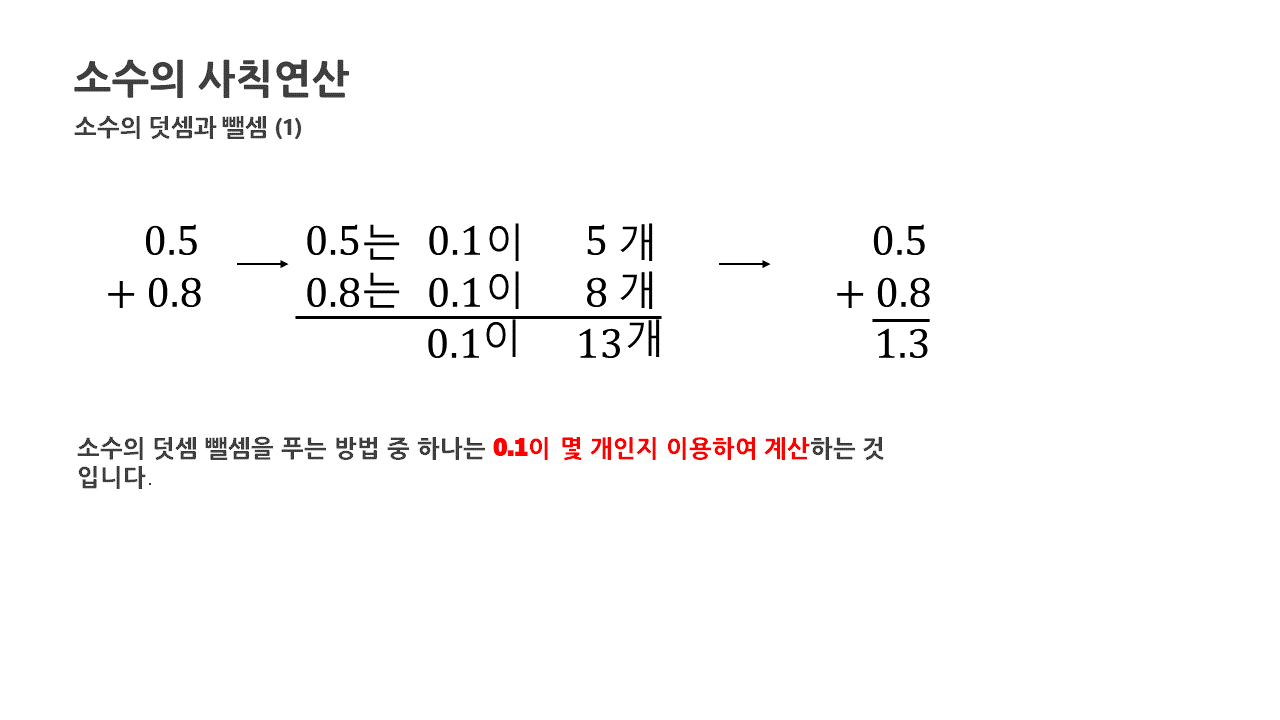 소수의 사칙연산
소수의 덧셈과 뺄셈 (1)
0.5 0.5는 0.1이 5 개 0.5
+ 0.8 0.8는 0.1이 8 개 + 0.8
0.1이 13개 1.3
소수의 덧셈 뺄셈을 푸는 방법 중 하나는 0.1이 몇 개인지 이용하여 계산하는 것
입니다.